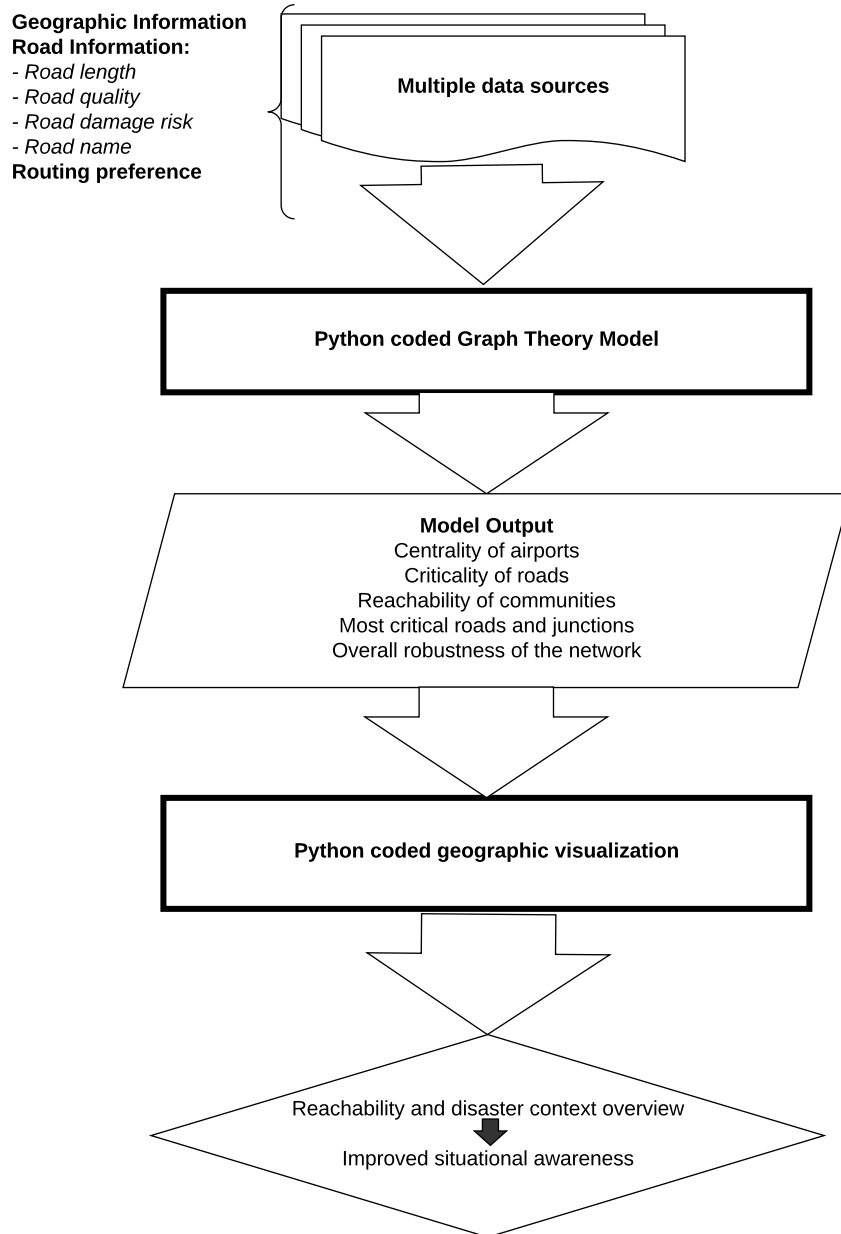 Geographic Information
Road Information:
- Road length
- Road quality
- Road damage risk
- Road name
Routing preference
Multiple data sources
Python coded Graph Theory Model
Model Output
Centrality of airports
Criticality of roads
Reachability of communities
Most critical roads and junctions
Overall robustness of the network
Python coded geographic visualization
Reachability and disaster context overview
Improved situational awareness